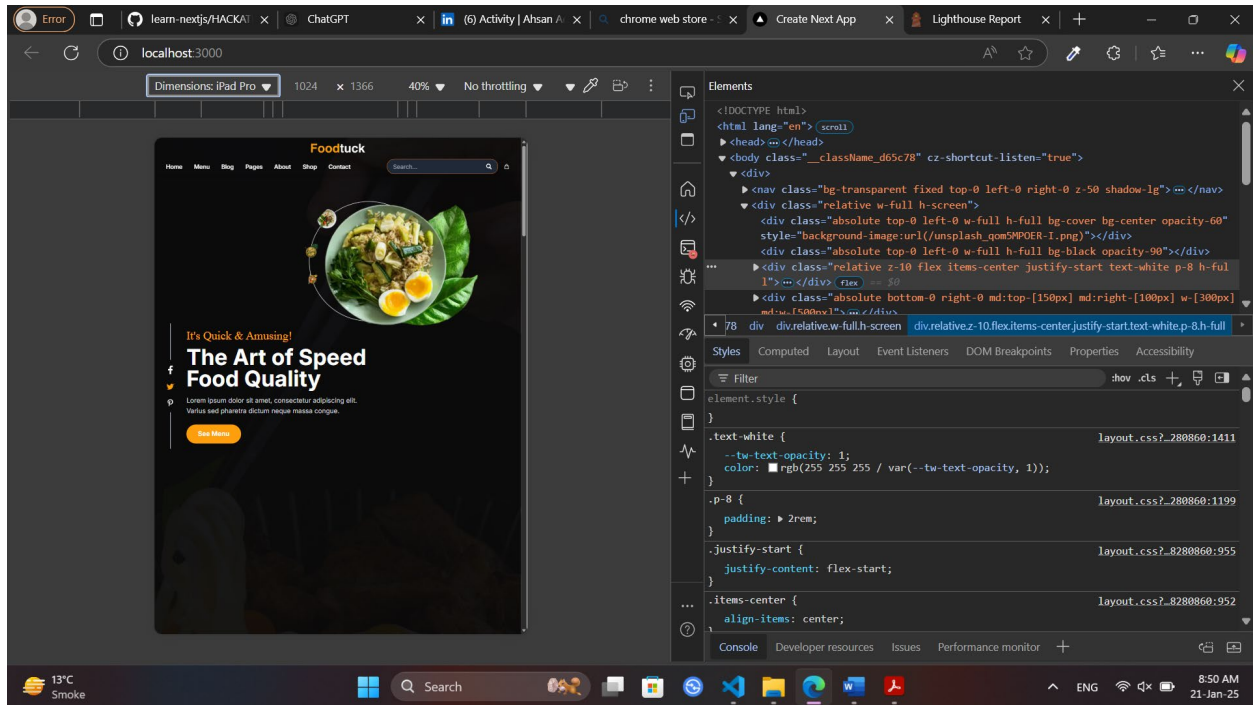 Error
learn-nextjs/HACKAT
ChatGPT
(6) Activity | Ahsan A
chrome web store -
Create Next App
Lighthouse Report
localhost:3000
Dimensions: iPad Pro
1024 × 1366
40%
No throttling
Foodtuck
Home Menu Blog Pages About Shop Contact
Search...
It's Quick & Amusing!
The Art of Speed
Food Quality
Lorem ipsum dolor sit amet, consectetur adipiscing elit.
Varius sed pharetra dictum neque massa congue.
See Menu
Elements
<!DOCTYPE html>
<html lang="en"> scroll
<head> … </head>
<body class="__className_d65c78" cz-shortcut-listen="true">
<div>
<nav class="bg-transparent fixed top-0 left-0 right-0 z-50 shadow-lg"> … </nav>
<div class="relative w-full h-screen">
<div class="absolute top-0 left-0 w-full h-full bg-cover bg-center opacity-60"
style="background-image:url(/unsplash_qom5MPOER-I.png)"></div>
<div class="absolute top-0 left-0 w-full h-full bg-black opacity-90"></div>
<div class="relative z-10 flex items-center justify-start text-white p-8 h-ful
l"> … </div> flex == $0
<div class="absolute bottom-0 right-0 md:top-[150px] md:right-[100px] w-[300px]
md:w-[500px]"> … </div>
78 div div.relative.w-full.h-screen div.relative.z-10.flex.items-center.justify-start.text-white.p-8.h-full
Styles Computed Layout Event Listeners DOM Breakpoints Properties Accessibility
Filter
:hov .cls
element.style {
}
.text-white { layout.css?…280860:1411
--tw-text-opacity: 1;
color: rgb(255 255 255 / var(--tw-text-opacity, 1));
}
.p-8 { layout.css?…280860:1199
padding: 2rem;
}
.justify-start { layout.css?…8280860:955
justify-content: flex-start;
}
.items-center { layout.css?…8280860:952
align-items: center;
}
Console Developer resources Issues Performance monitor
13°C
Smoke
Search
ENG
8:50 AM
21-Jan-25